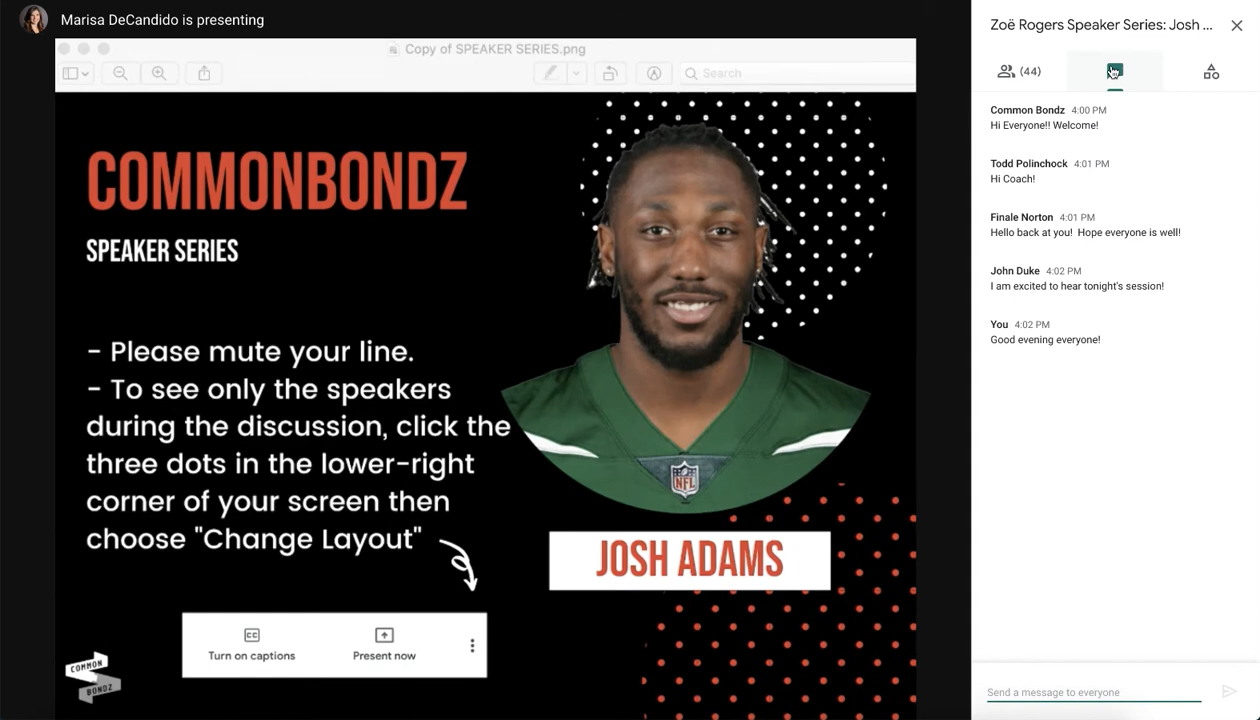 Marisa DeCandido is presenting
Copy of SPEAKER SERIES.png
Search
COMMONBONDZ
SPEAKER SERIES
- Please mute your line.
- To see only the speakers
during the discussion, click the
three dots in the lower-right
corner of your screen then
choose "Change Layout"
CC
Turn on captions
Present now
COMMON
BONDZ
NFL
JOSH ADAMS
Zoë Rogers Speaker Series: Josh ...
(44)
Common Bondz 4:00 PM
Hi Everyone!! Welcome!
Todd Polinchock 4:01 PM
Hi Coach!
Finale Norton 4:01 PM
Hello back at you! Hope everyone is well!
John Duke 4:02 PM
I am excited to hear tonight's session!
You 4:02 PM
Good evening everyone!
Send a message to everyone